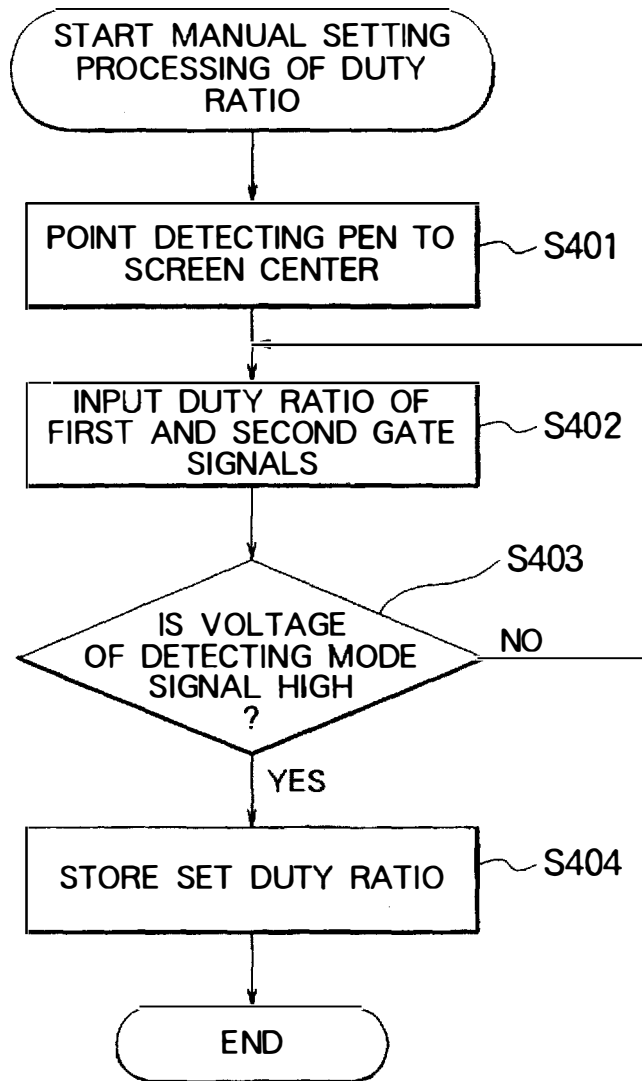 START MANUAL SETTING
PROCESSING OF DUTY
RATIO
POINT DETECTING PEN TO
SCREEN CENTER
S401
INPUT DUTY RATIO OF
FIRST AND SECOND GATE
SIGNALS
S402
S403
IS VOLTAGE
OF DETECTING MODE
SIGNAL HIGH
?
NO
YES
STORE SET DUTY RATIO
S404
END